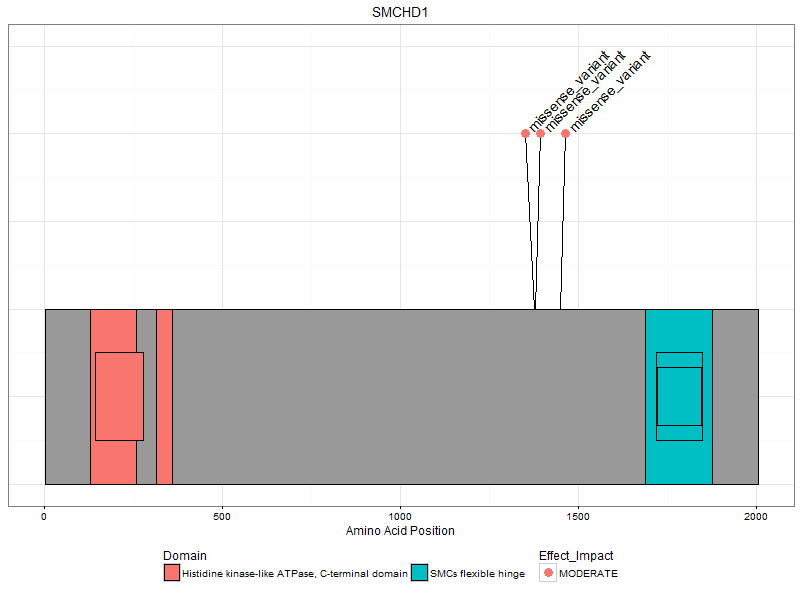 SMCHD1
missense_variant
missense_variant
missense_variant
0 500 1000 1500 2000
Amino Acid Position
Domain Effect_Impact
Histidine kinase-like ATPase, C-terminal domain SMCs flexible hinge MODERATE